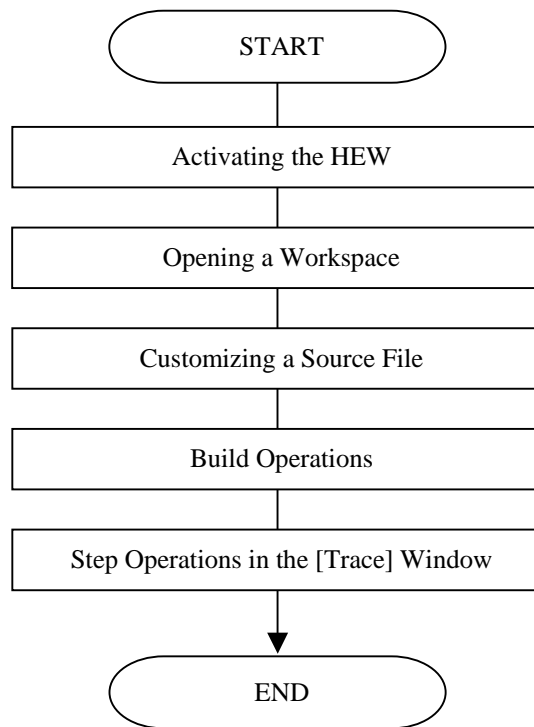 START
Activating the HEW
Opening a Workspace
Customizing a Source File
Build Operations
Step Operations in the [Trace] Window
END